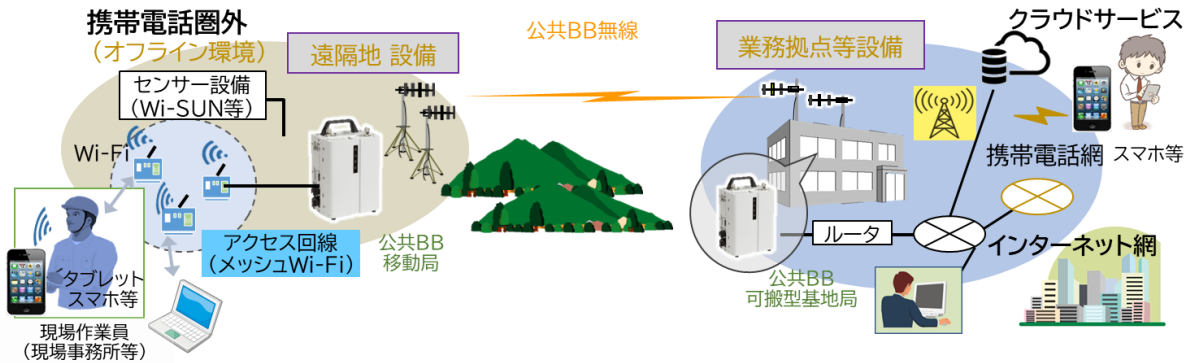 携帯電話圏外
（オフライン環境）
センサー設備
（Wi-SUN等）
Wi-Fi
遠隔地 設備
公共BB無線
業務拠点等設備
クラウドサービス
携帯電話網
スマホ等
アクセス回線
（メッシュWi-Fi）
公共BB
移動局
タブレット
スマホ等
現場作業員
（現場事務所等）
ルータ
インターネット網
公共BB
可搬型基地局